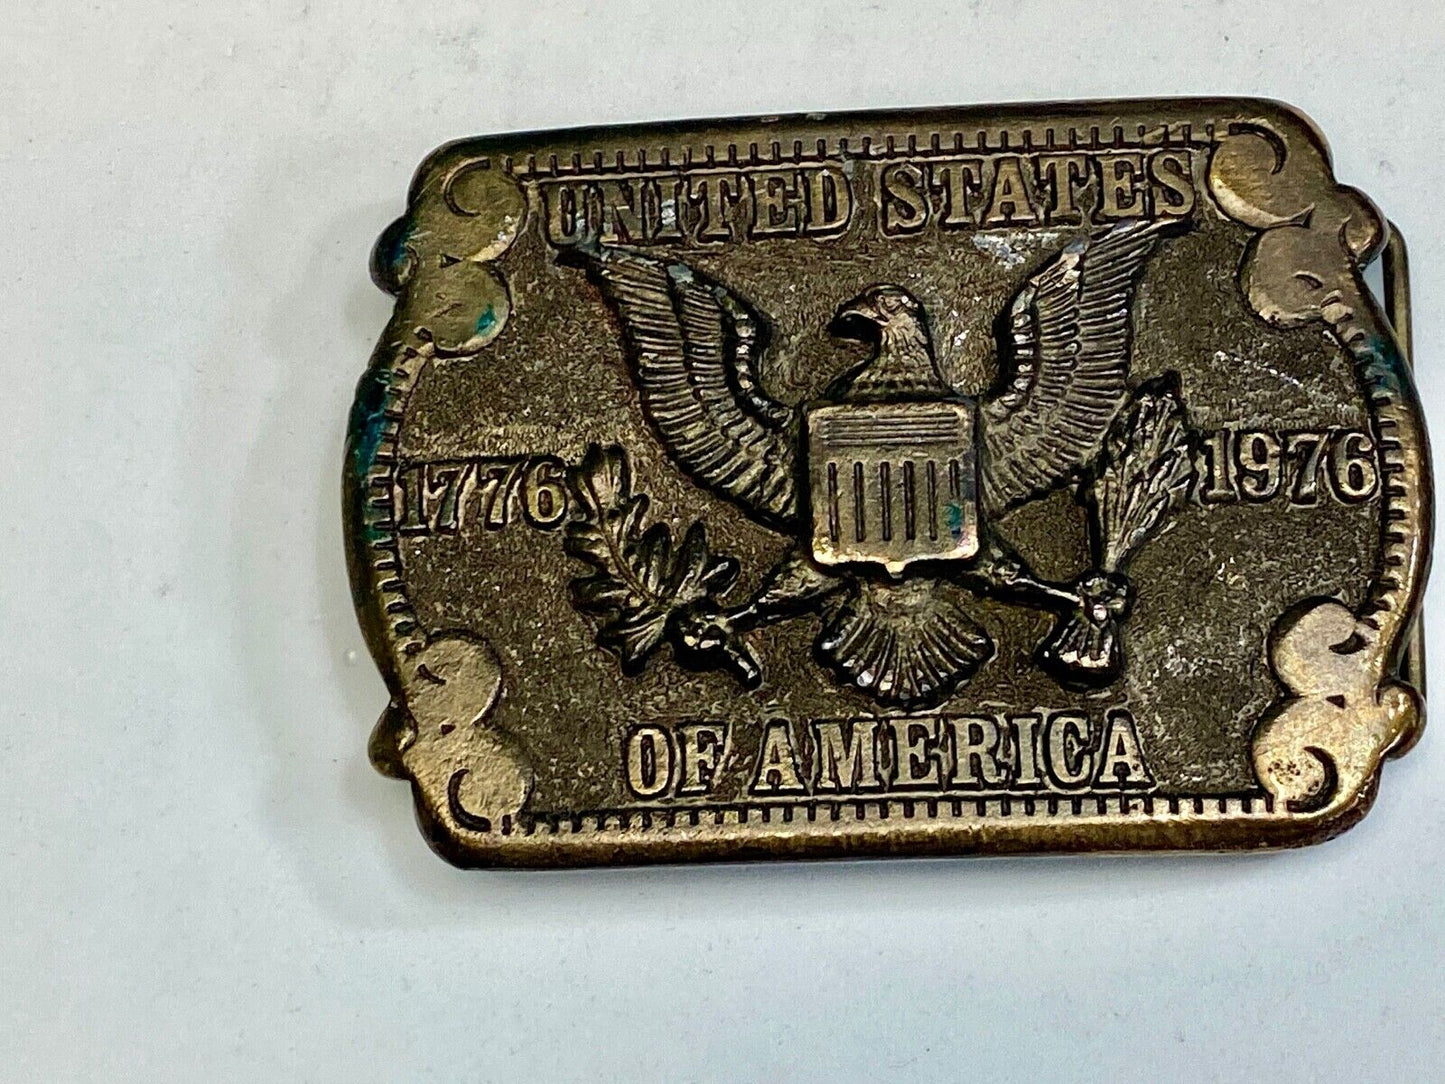 UNITED STATES
1776 1976
OF AMERICA